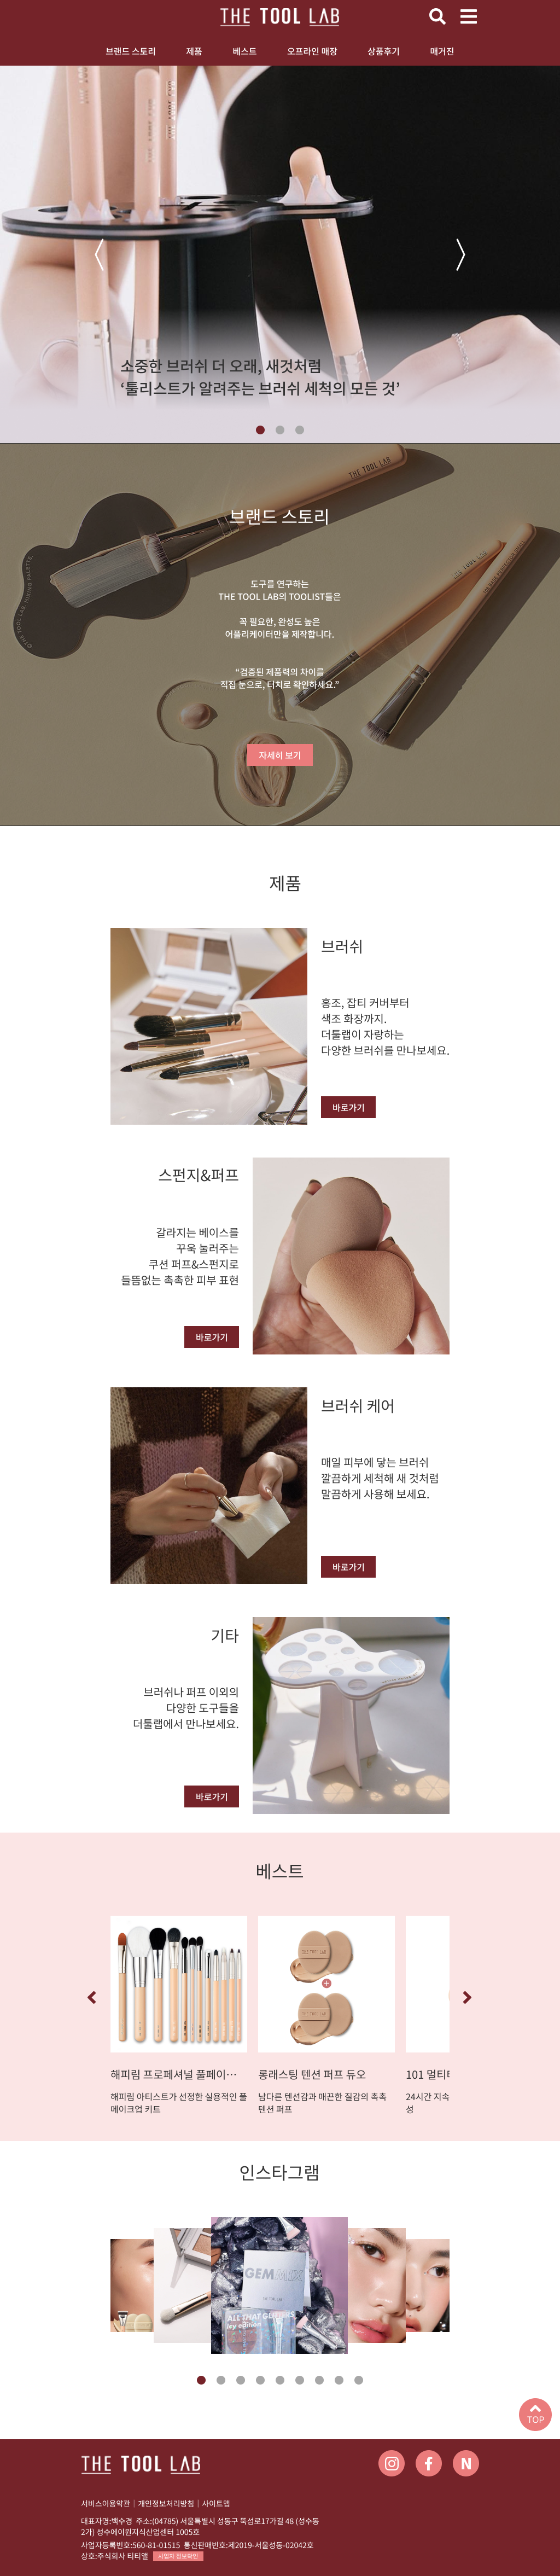 THE TOOL LAB
브랜드 스토리
제품
베스트
오프라인 매장
상품후기
매거진
소중한 브러쉬 더 오래, 새것처럼
‘툴리스트가 알려주는 브러쉬 세척의 모든 것’
THE TOOL LAB
브랜드 스토리
도구를 연구하는
THE TOOL LAB의 TOOLIST들은
꼭 필요한, 완성도 높은
어플리케이터만을 제작합니다.
“검증된 제품력의 차이를
직접 눈으로, 터치로 확인하세요.”
자세히 보기
제품
브러쉬
홍조, 잡티 커버부터
색조 화장까지.
더툴랩이 자랑하는
다양한 브러쉬를 만나보세요.
바로가기
스펀지&퍼프
갈라지는 베이스를
꾸욱 눌러주는
쿠션 퍼프&스펀지로
들뜸없는 촉촉한 피부 표현
바로가기
브러쉬 케어
매일 피부에 닿는 브러쉬
깔끔하게 세척해 새 것처럼
말끔하게 사용해 보세요.
바로가기
기타
브러쉬나 퍼프 이외의
다양한 도구들을
더툴랩에서 만나보세요.
바로가기
베스트
해피림 프로페셔널 풀페이…
해피림 아티스트가 선정한 실용적인 풀
메이크업 키트
롱래스팅 텐션 퍼프 듀오
남다른 텐션감과 매끈한 질감의 촉촉
텐션 퍼프
101 멀티
24시간 지속
성
인스타그램
GEM MIX
ALL THAT GLITTERS
TOP
THE TOOL LAB
서비스이용약관 | 개인정보처리방침 | 사이트맵
대표자명:백수경 주소:(04785) 서울특별시 성동구 뚝섬로17가길 48 (성수동
2가) 성수에이원지식산업센터 1005호
사업자등록번호:560-81-01515 통신판매번호:제2019-서울성동-02042호
상호:주식회사 티티엘 사업자 정보확인